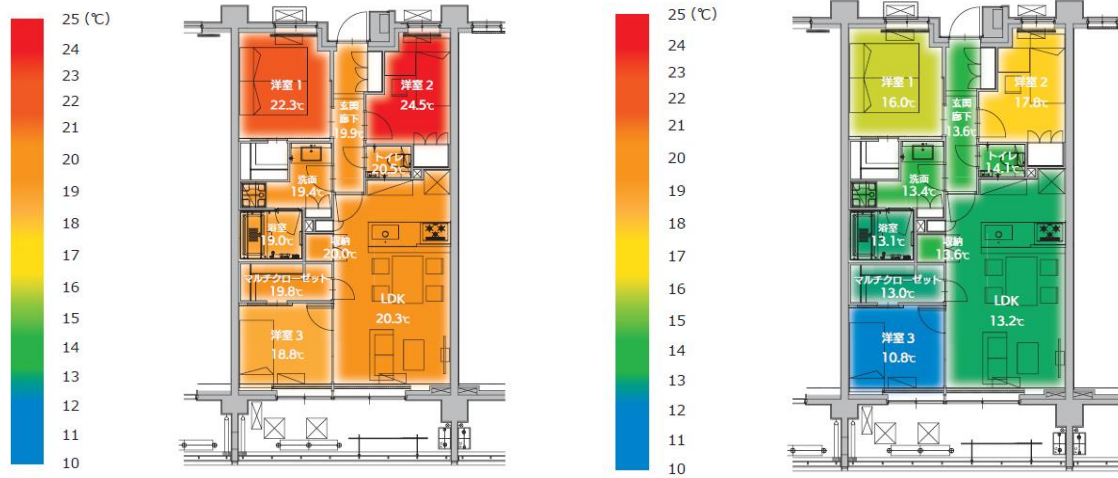 25 (℃)
24
23
22
21
20
19
18
17
16
15
14
13
12
11
10
洋室 1
22.3℃
玄関
廊下
19.9℃
洋室 2
24.5℃
トイレ
20.5℃
洗面
19.4℃
浴室
19.0℃
収納
20.0℃
マルチクローゼット
19.8℃
LDK
20.3℃
洋室 3
18.8℃
25 (℃)
24
23
22
21
20
19
18
17
16
15
14
13
12
11
10
洋室 1
16.0℃
玄関
廊下
13.6℃
洋室 2
17.8℃
トイレ
14.1℃
洗面
13.4℃
浴室
13.1℃
収納
13.6℃
マルチクローゼット
13.0℃
LDK
13.2℃
洋室 3
10.8℃